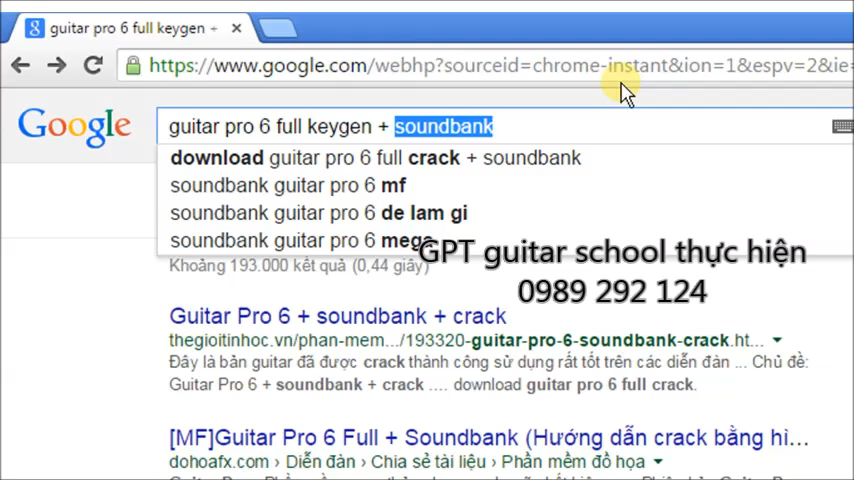 guitar pro 6 full keygen +
https://www.google.com/webhp?sourceid=chrome-instant&ion=1&espv=2&ie=
Google
guitar pro 6 full keygen + soundbank
download guitar pro 6 full crack + soundbank
soundbank guitar pro 6 mf
soundbank guitar pro 6 de lam gi
soundbank guitar pro 6 mega
GPT guitar school thực hiện
0989 292 124
Khoảng 193.000 kết quả (0,44 giây)
Guitar Pro 6 + soundbank + crack
thegioitinhoc.vn/phan-mem.../193320-guitar-pro-6-soundbank-crack.ht...
Đây là bản guitar đã được crack thành công sử dụng rất tốt trên các diễn đàn ... Chủ đề:
Guitar Pro 6 + soundbank + crack .... download guitar pro 6 full crack.
[MF]Guitar Pro 6 Full + Soundbank (Hướng dẫn crack bằng hì...
dohoafx.com › Diễn đàn › Chia sẻ tài liệu › Phần mềm đồ họa